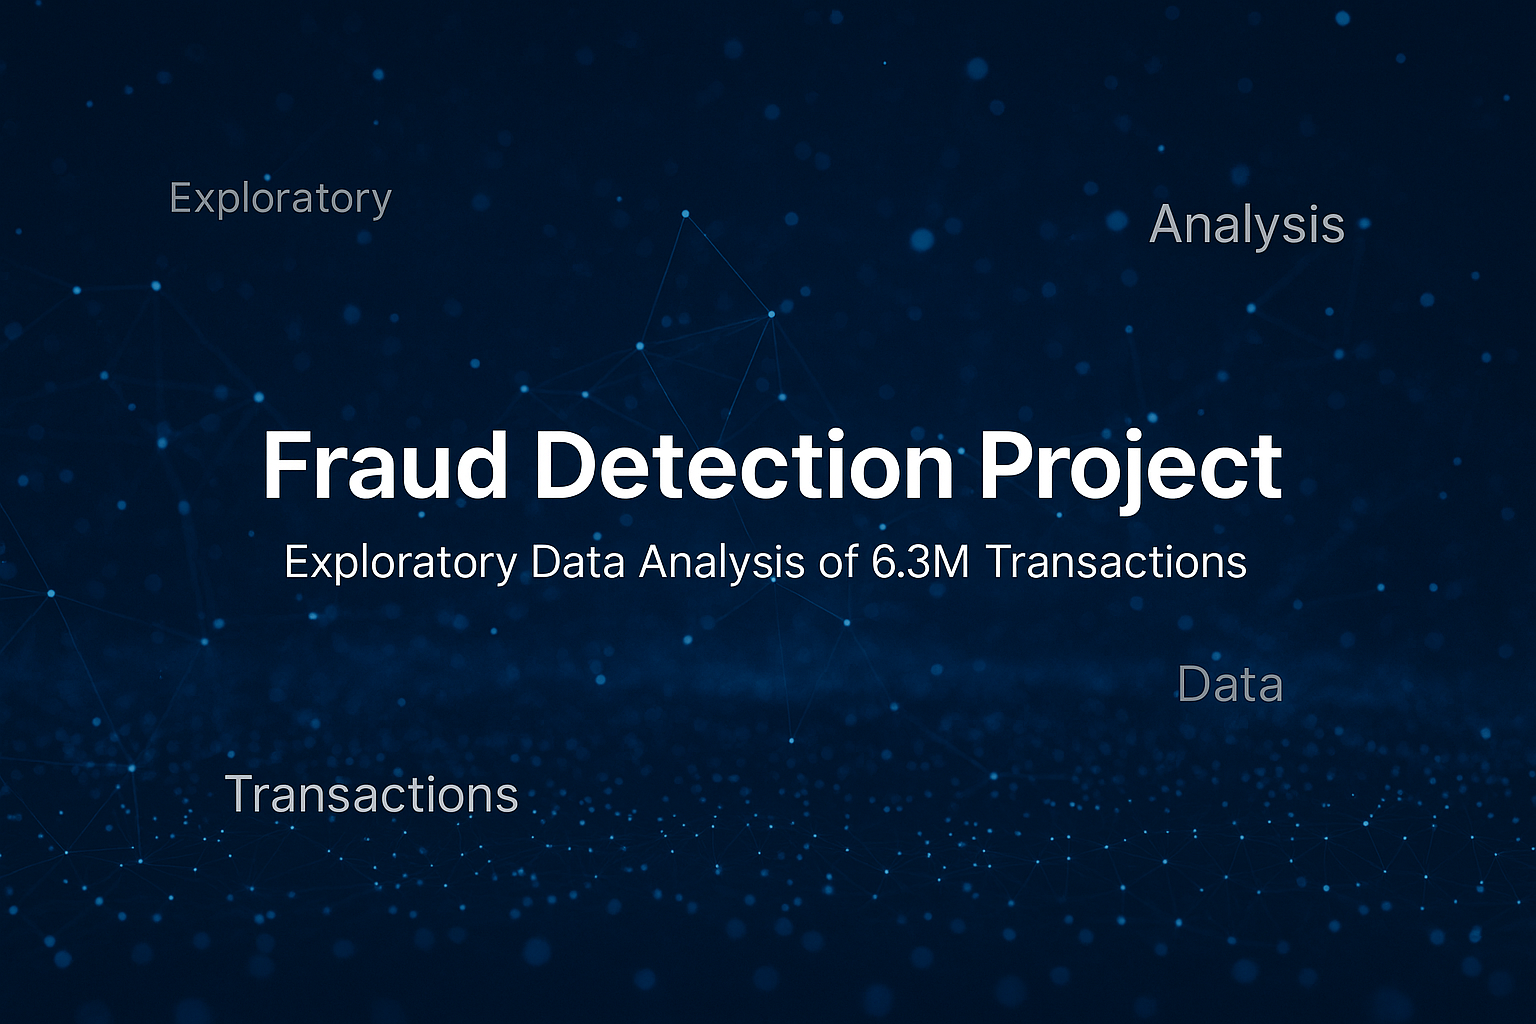 Exploratory
Analysis
Fraud Detection Project
Exploratory Data Analysis of 6.3M Transactions
Data
Transactions